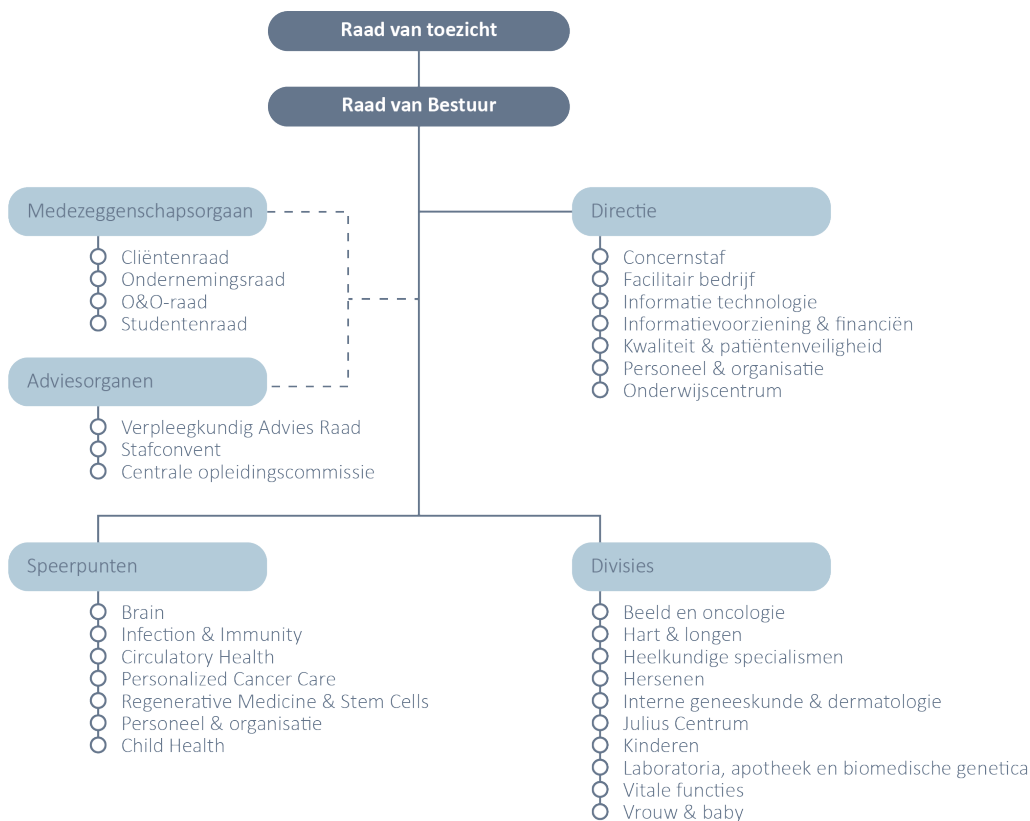 Raad van toezicht
Raad van Bestuur
Medezeggenschapsorgaan
Cliëntenraad
Ondernemingsraad
O&O-raad
Studentenraad
Adviesorganen
Verpleegkundig Advies Raad
Stafconvent
Centrale opleidingscommissie
Directie
Concernstaf
Facilitair bedrijf
Informatie technologie
Informatievoorziening & financiën
Kwaliteit & patiëntenveiligheid
Personeel & organisatie
Onderwijscentrum
Speerpunten
Brain
Infection & Immunity
Circulatory Health
Personalized Cancer Care
Regenerative Medicine & Stem Cells
Personeel & organisatie
Child Health
Divisies
Beeld en oncologie
Hart & longen
Heelkundige specialismen
Hersenen
Interne geneeskunde & dermatologie
Julius Centrum
Kinderen
Laboratoria, apotheek en biomedische genetica
Vitale functies
Vrouw & baby